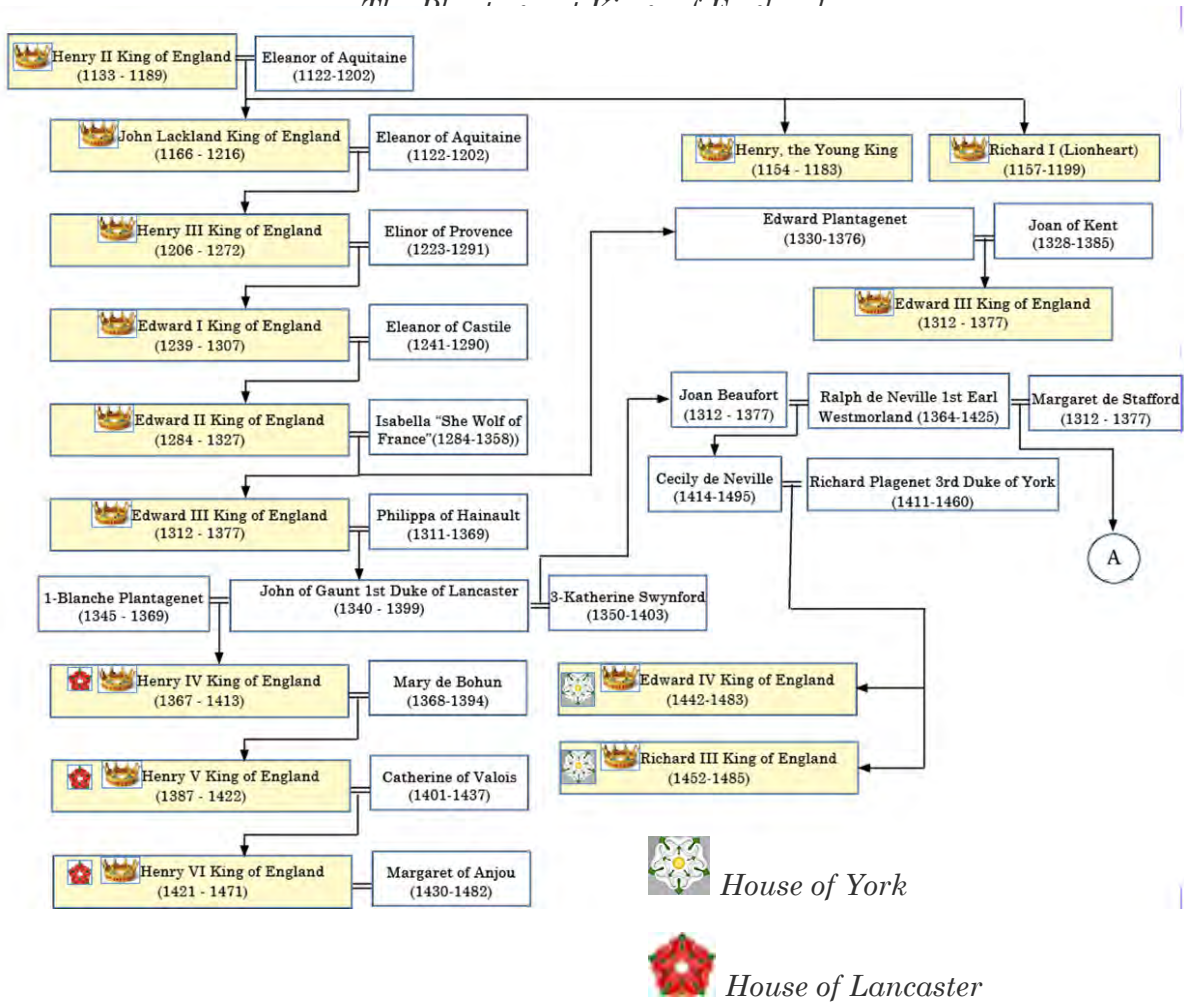 The Plantagenet Kings of England
Henry II King of England
(1133 - 1189)
Eleanor of Aquitaine
(1122-1202)
John Lackland King of England
(1166 - 1216)
Eleanor of Aquitaine
(1122-1202)
Henry, the Young King
(1154 - 1183)
Richard I (Lionheart)
(1157-1199)
Henry III King of England
(1206 - 1272)
Elinor of Provence
(1223-1291)
Edward Plantagenet
(1330-1376)
Joan of Kent
(1328-1385)
Edward I King of England
(1239 - 1307)
Eleanor of Castile
(1241-1290)
Edward III King of England
(1312 - 1377)
Edward II King of England
(1284 - 1327)
Isabella “She Wolf of
France”(1284-1358))
Joan Beaufort
(1312 - 1377)
Ralph de Neville 1st Earl
Westmorland (1364-1425)
Margaret de Stafford
(1312 - 1377)
Cecily de Neville
(1414-1495)
Richard Plagenet 3rd Duke of York
(1411-1460)
Edward III King of England
(1312 - 1377)
Philippa of Hainault
(1311-1369)
A
1-Blanche Plantagenet
(1345 - 1369)
John of Gaunt 1st Duke of Lancaster
(1340 - 1399)
3-Katherine Swynford
(1350-1403)
Henry IV King of England
(1367 - 1413)
Mary de Bohun
(1368-1394)
Edward IV King of England
(1442-1483)
Henry V King of England
(1387 - 1422)
Catherine of Valois
(1401-1437)
Richard III King of England
(1452-1485)
Henry VI King of England
(1421 - 1471)
Margaret of Anjou
(1430-1482)
House of York
House of Lancaster